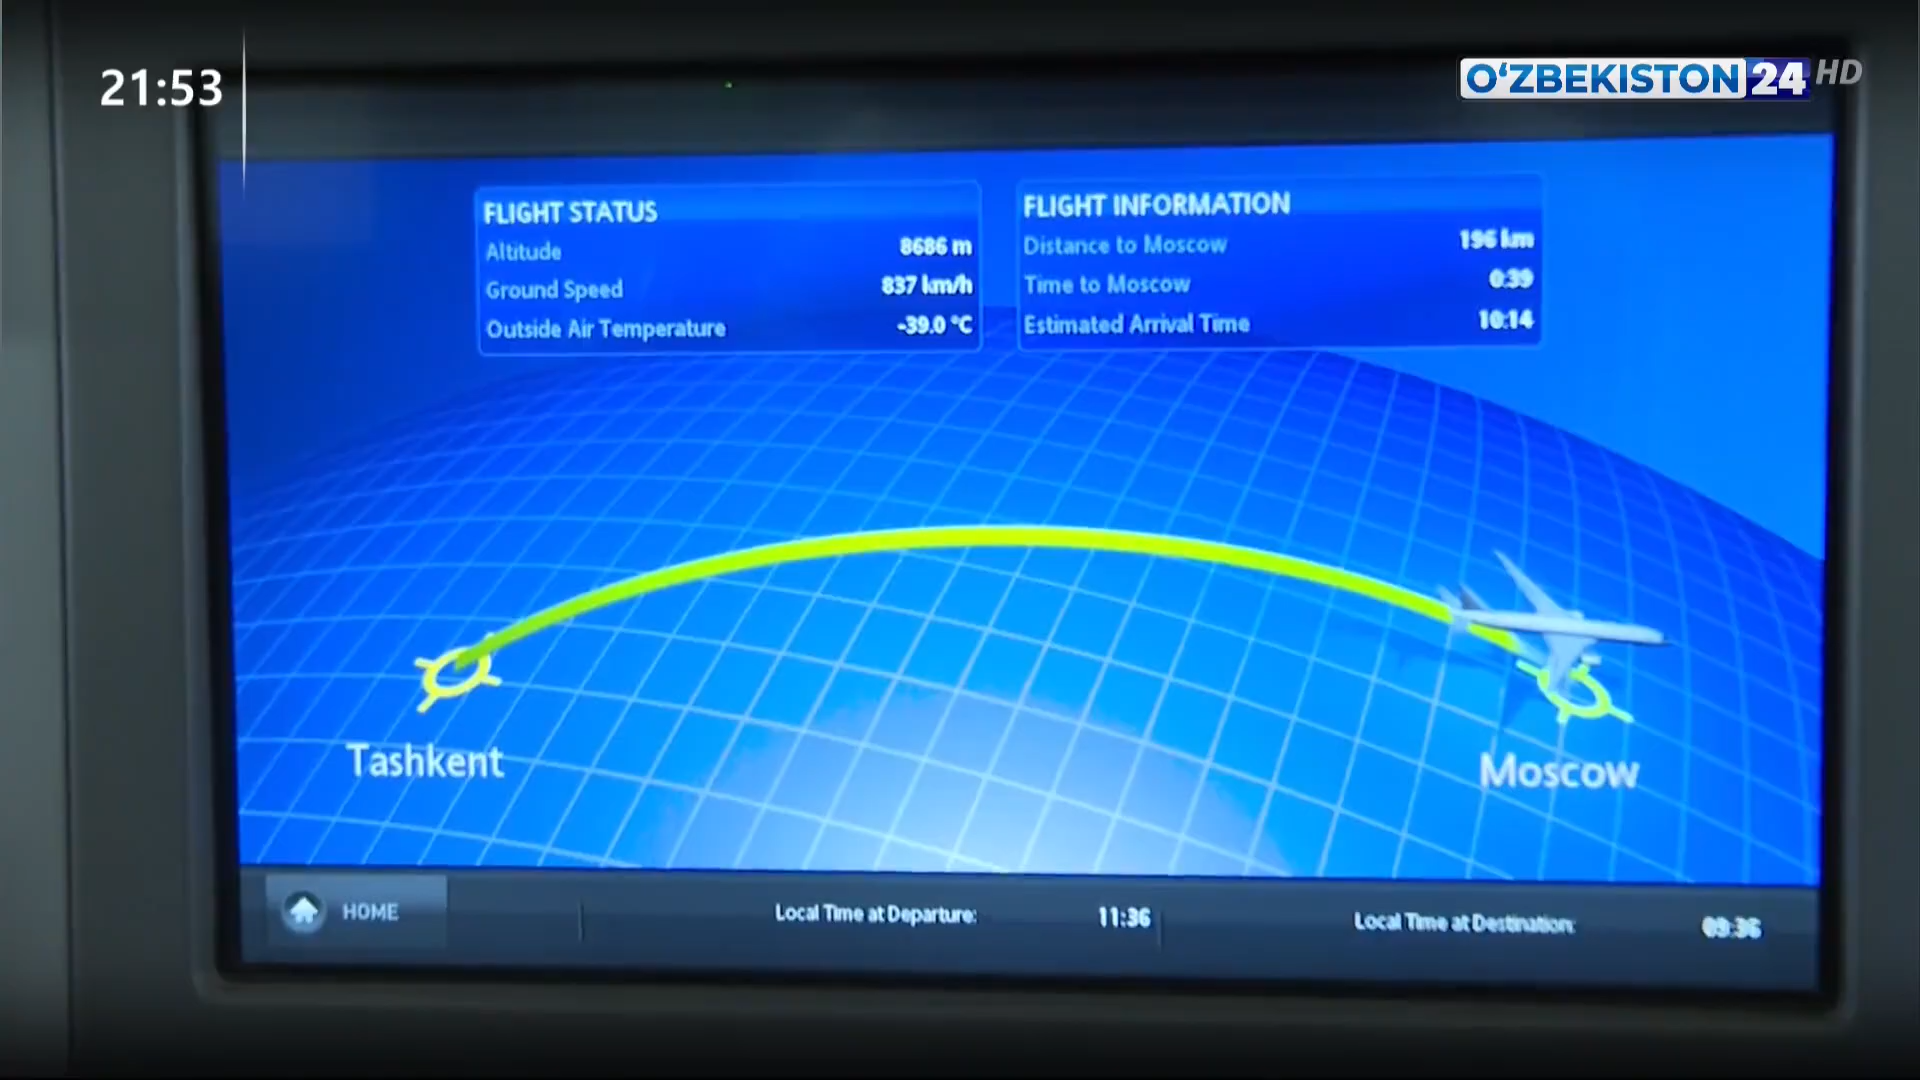 21:53
O‘ZBEKISTON 24 HD
FLIGHT STATUS
Altitude 8686 m
Ground Speed 837 km/h
Outside Air Temperature -39.0 °C
FLIGHT INFORMATION
Distance to Moscow 196 km
Time to Moscow 0:39
Estimated Arrival Time 10:14
Tashkent
Moscow
HOME
Local Time at Departure: 11:36
Local Time at Destination: 09:36